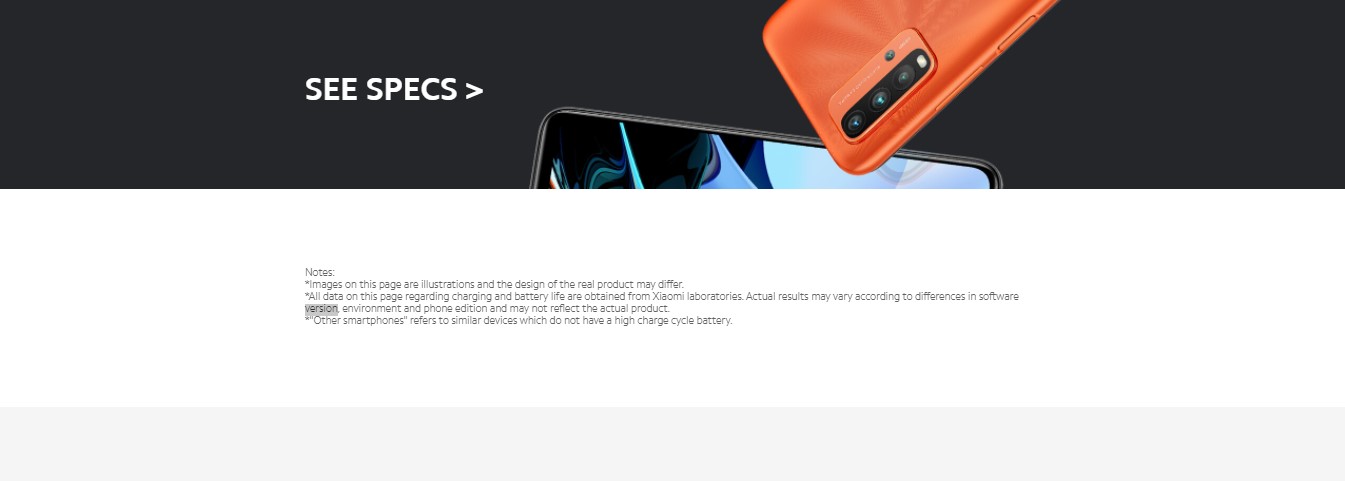 SEE SPECS >
Notes:
*Images on this page are illustrations and the design of the real product may differ.
*All data on this page regarding charging and battery life are obtained from Xiaomi laboratories. Actual results may vary according to differences in software
version, environment and phone edition and may not reflect the actual product.
*"Other smartphones" refers to similar devices which do not have a high charge cycle battery.